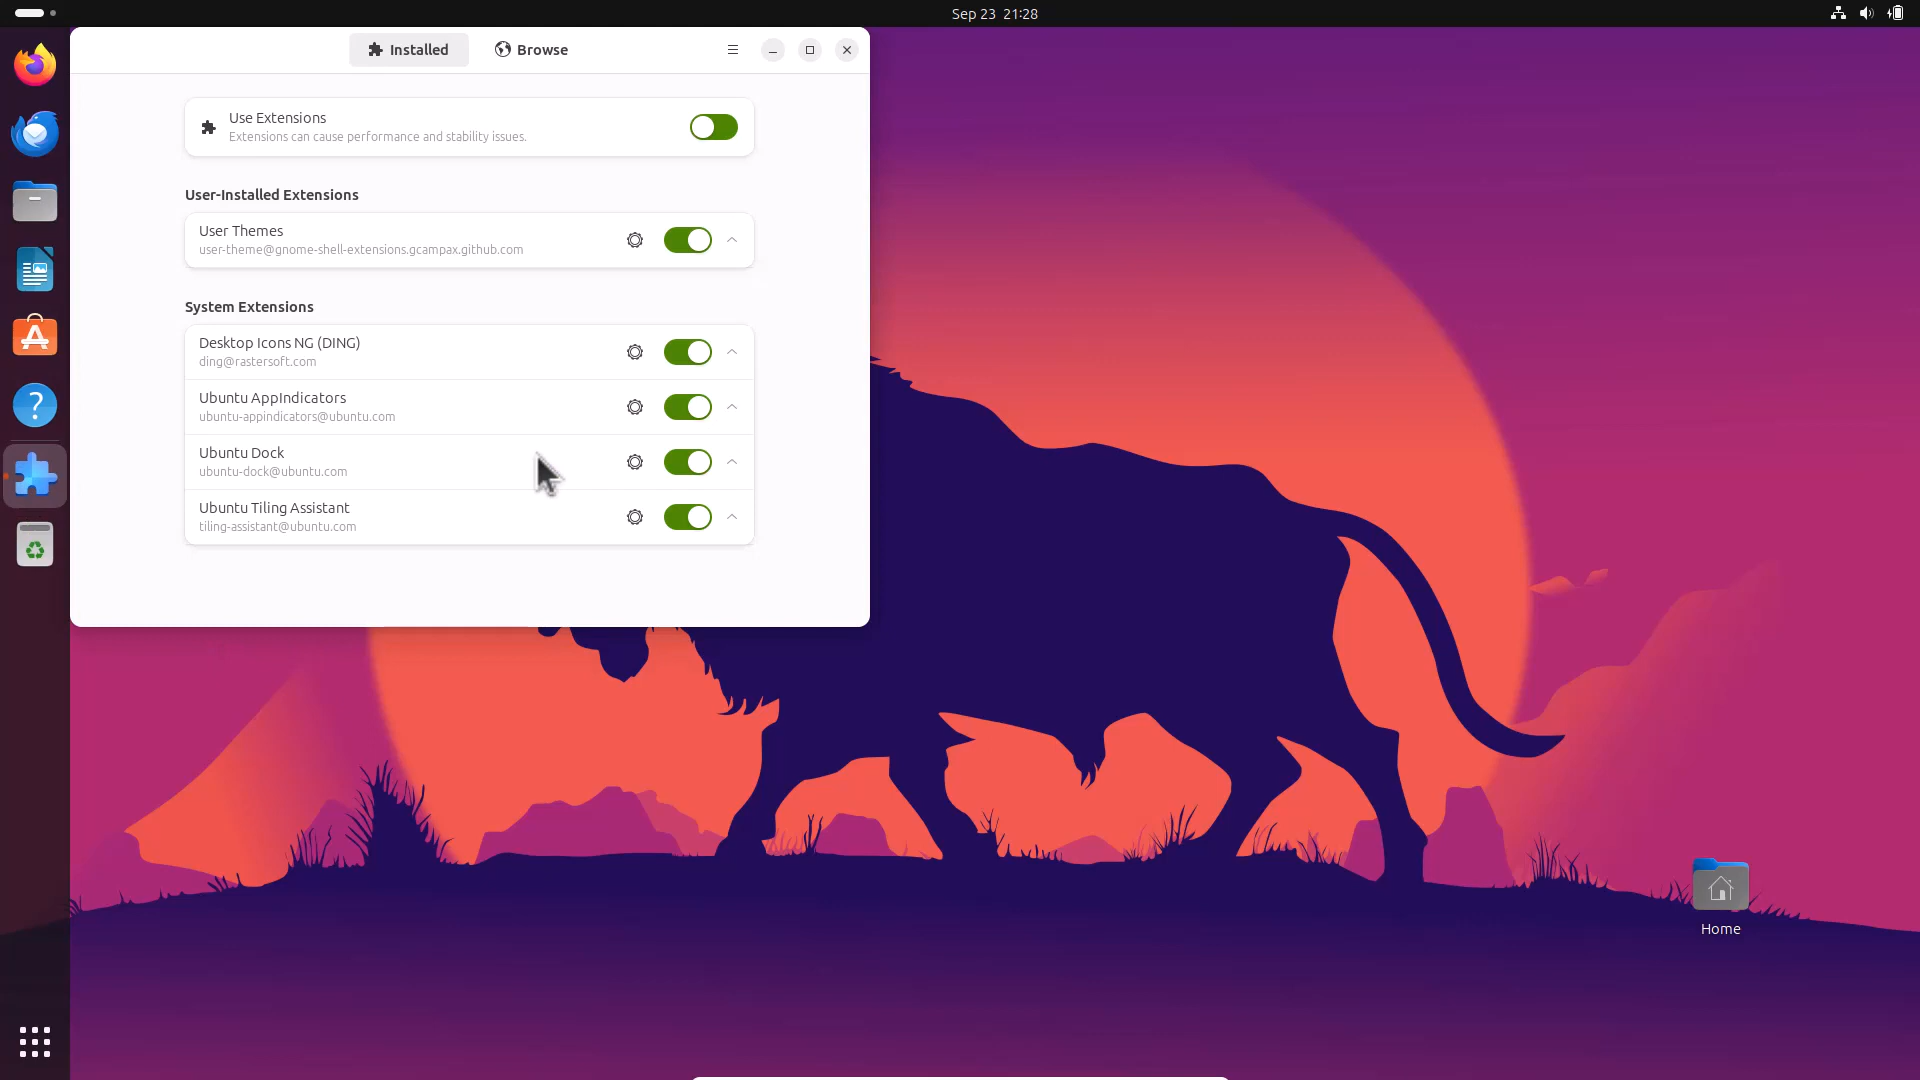 Sep 23 21:28
Installed
Browse
Use Extensions
Extensions can cause performance and stability issues.
User-Installed Extensions
User Themes
user-theme@gnome-shell-extensions.gcampax.github.com
System Extensions
Desktop Icons NG (DING)
ding@rastersoft.com
Ubuntu AppIndicators
ubuntu-appindicators@ubuntu.com
Ubuntu Dock
ubuntu-dock@ubuntu.com
Ubuntu Tiling Assistant
tiling-assistant@ubuntu.com
Home